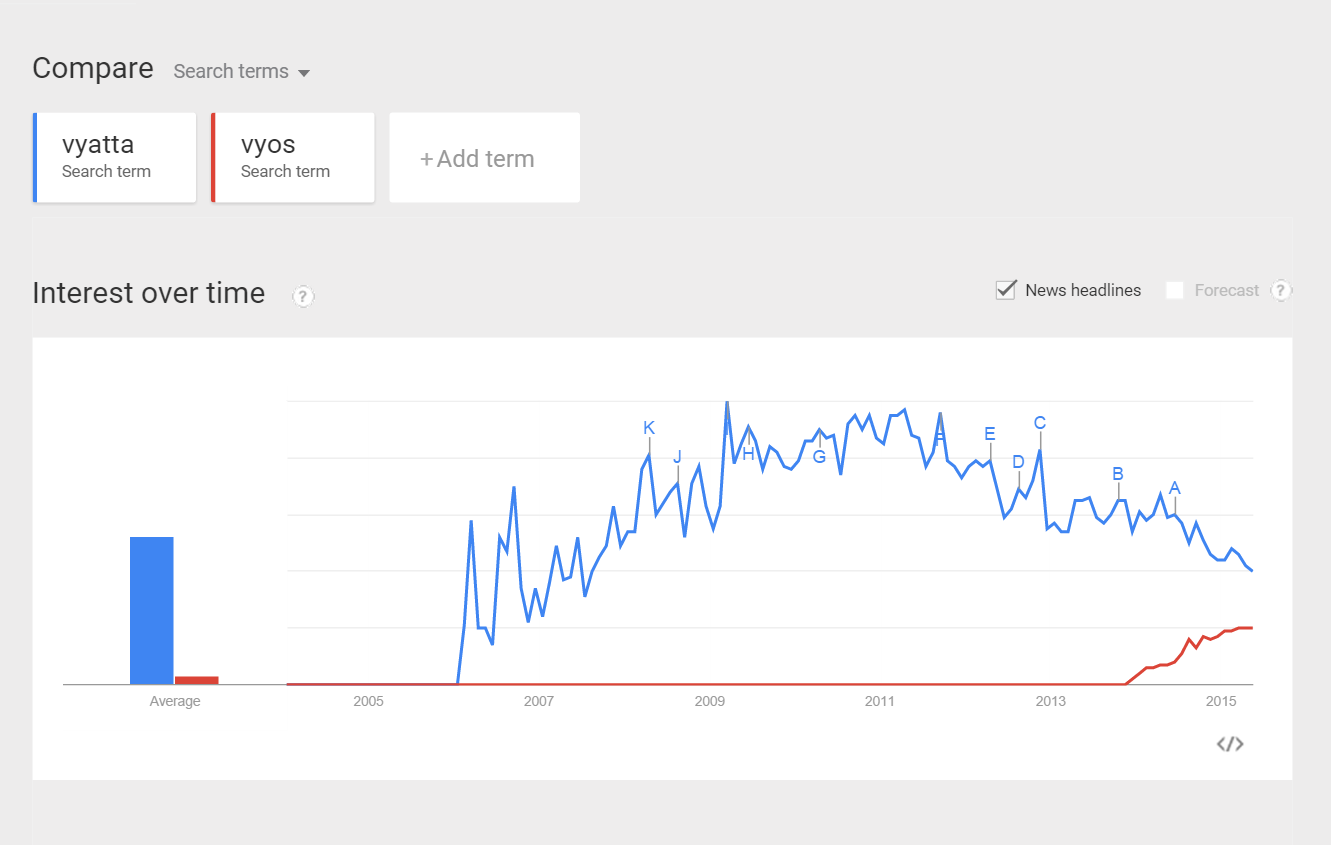 Compare Search terms
vyatta
Search term
vyos
Search term
+Add term
Interest over time ?
News headlines
Forecast ?
K
J
I
H
G
F
E
D
C
B
A
Average
2005
2007
2009
2011
2013
2015
</>